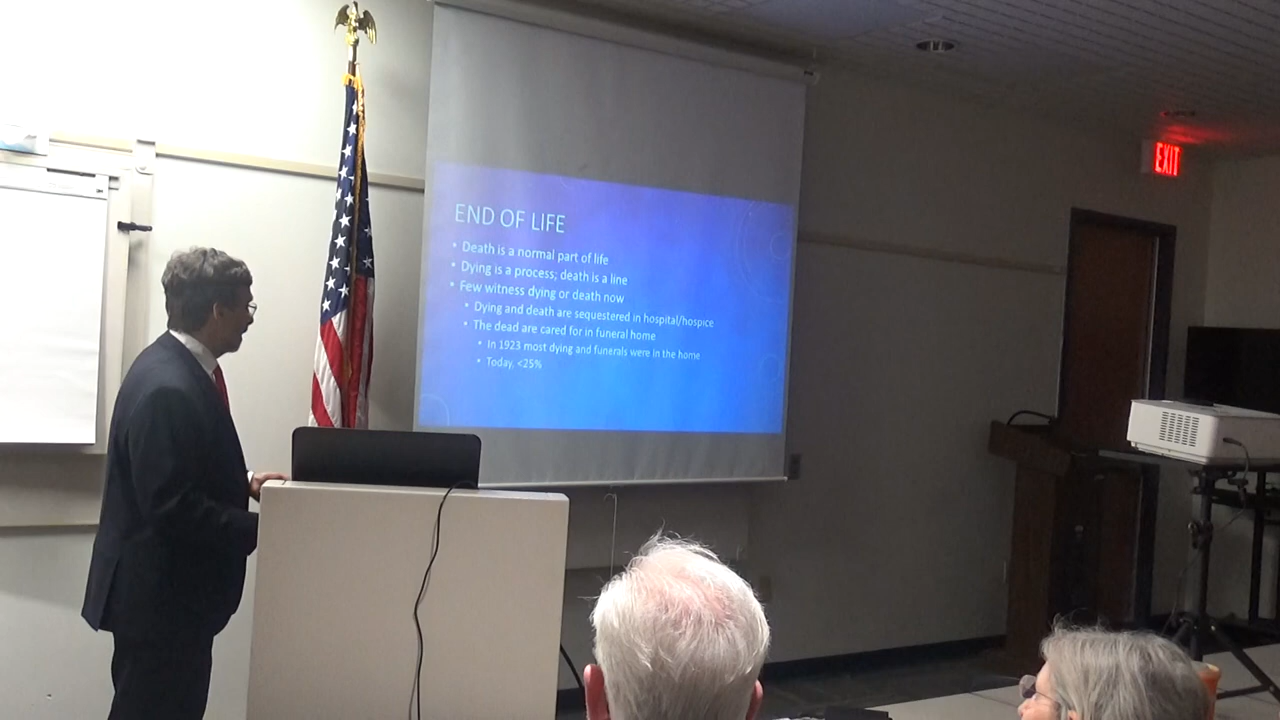 END OF LIFE
• Death is a normal part of life
• Dying is a process; death is a line
• Few witness dying or death now
• Dying and death are sequestered in hospital/hospice
• The dead are cared for in funeral home
• In 1923 most dying and funerals were in the home
• Today, <25%
EXIT